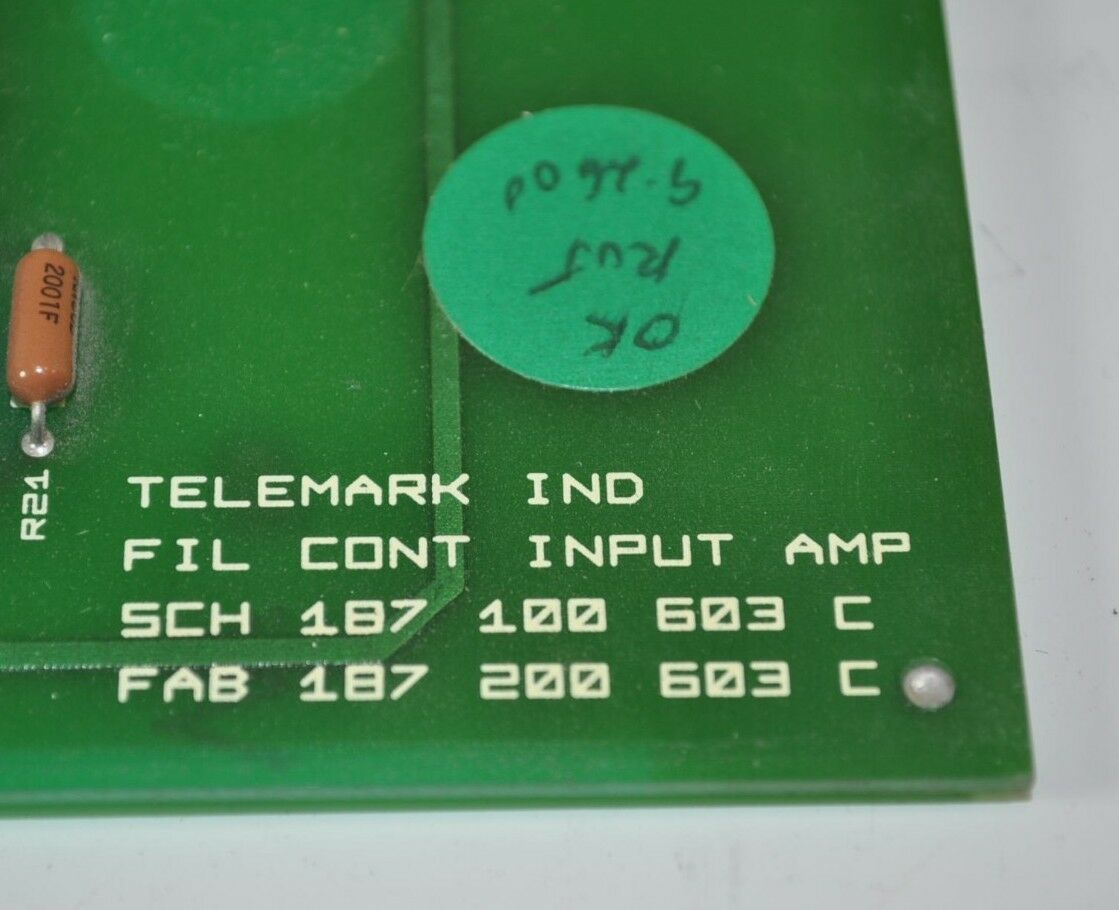 OK
2001F
R21
TELEMARK IND
FIL CONT INPUT AMP
SCH 187 100 603 C
FAB 187 200 603 C